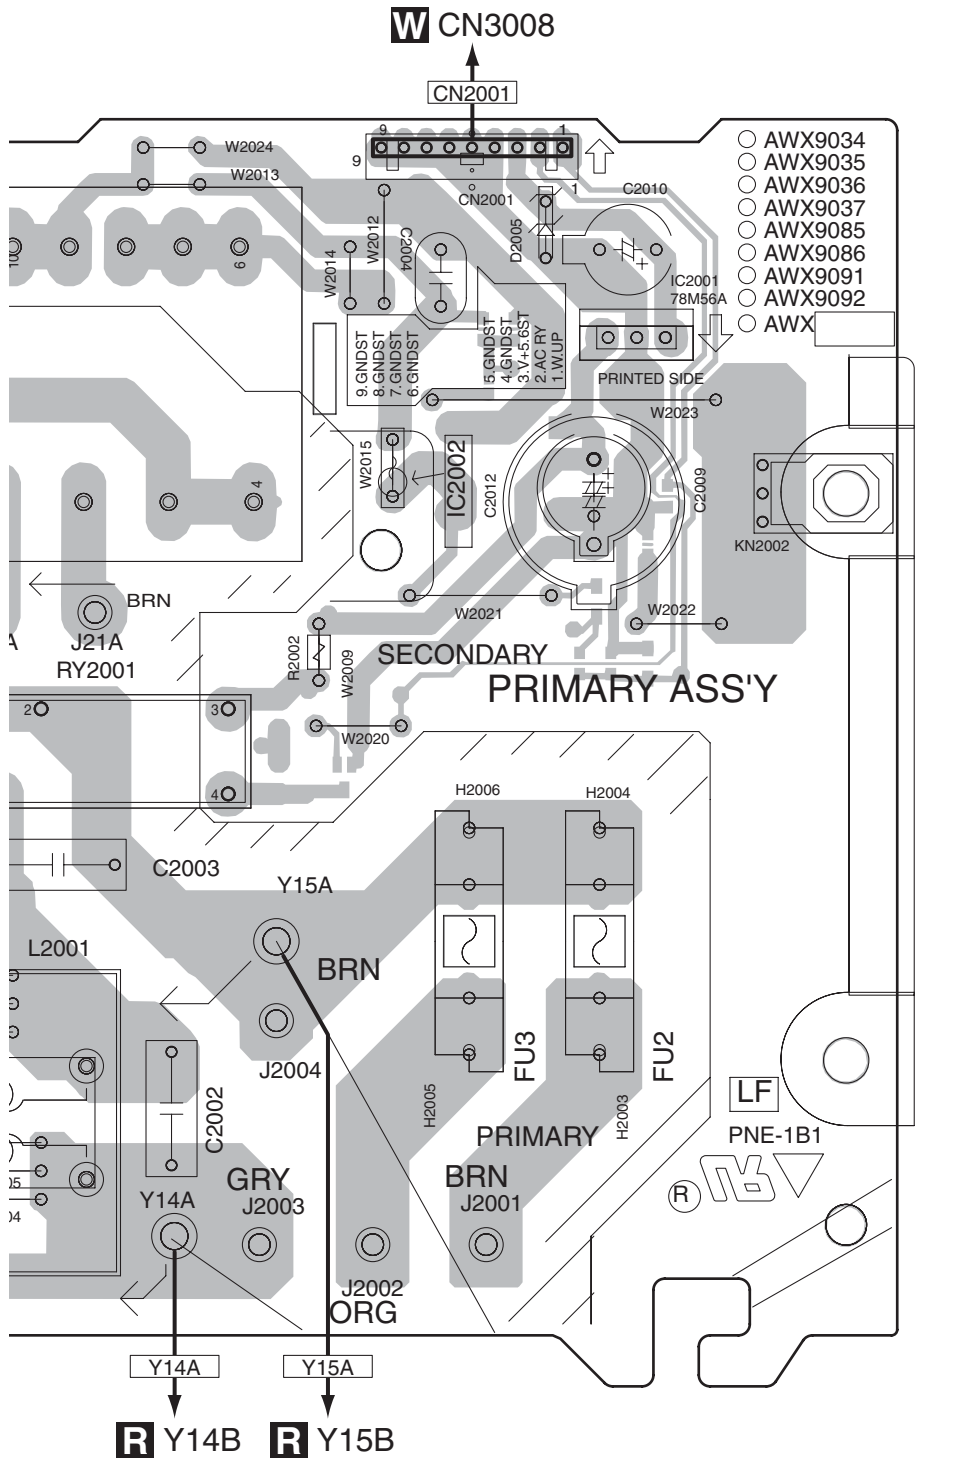 W CN3008
CN2001
9
1
9
1
CN2001
W2024
W2013
C2010
AWX9034
AWX9035
AWX9036
AWX9037
AWX9085
AWX9086
AWX9091
AWX9092
AWX
W2012
C2004
D2005
W2014
10
6
IC2001
78M56A
9.GNDST
8.GNDST
7.GNDST
6.GNDST
5.GNDST
4.GNDST
3.V+5.6ST
2.AC RY
1.W.UP
PRINTED SIDE
W2023
W2015
IC2002
C2012
C2009
4
KN2002
BRN
J21A
RY2001
A
W2021
W2022
R2002
W2009
SECONDARY
PRIMARY ASS'Y
2
3
4
W2020
H2006
H2004
C2003
Y15A
L2001
BRN
FU3
FU2
J2004
C2002
H2005
H2003
LF
PRIMARY
PNE-1B1
GRY
BRN
J2003
J2001
R
Y14A
05
04
J2002
ORG
Y14A
Y15A
R Y14B
R Y15B